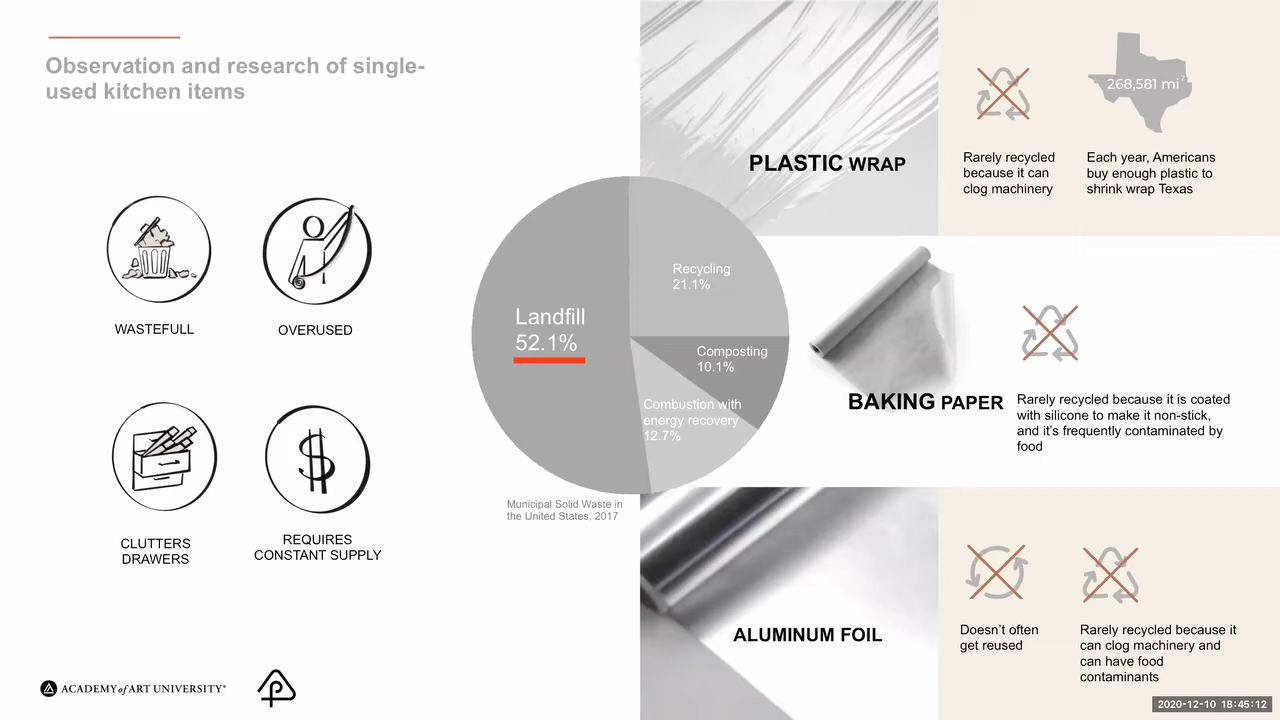 Observation and research of single-
used kitchen items
WASTEFULL
OVERUSED
CLUTTERS
DRAWERS
REQUIRES
CONSTANT SUPPLY
Landfill
52.1%
Recycling
21.1%
Composting
10.1%
Combustion with
energy recovery
12.7%
Municipal Solid Waste in
the United States, 2017
PLASTIC WRAP
Rarely recycled
because it can
clog machinery
268,581 mi²
Each year, Americans
buy enough plastic to
shrink wrap Texas
BAKING PAPER
Rarely recycled because it is coated
with silicone to make it non-stick,
and it's frequently contaminated by
food
ALUMINUM FOIL
Doesn't often
get reused
Rarely recycled because it
can clog machinery and
can have food
contaminants
ACADEMY of ART UNIVERSITY®
2020-12-10 18:45:12